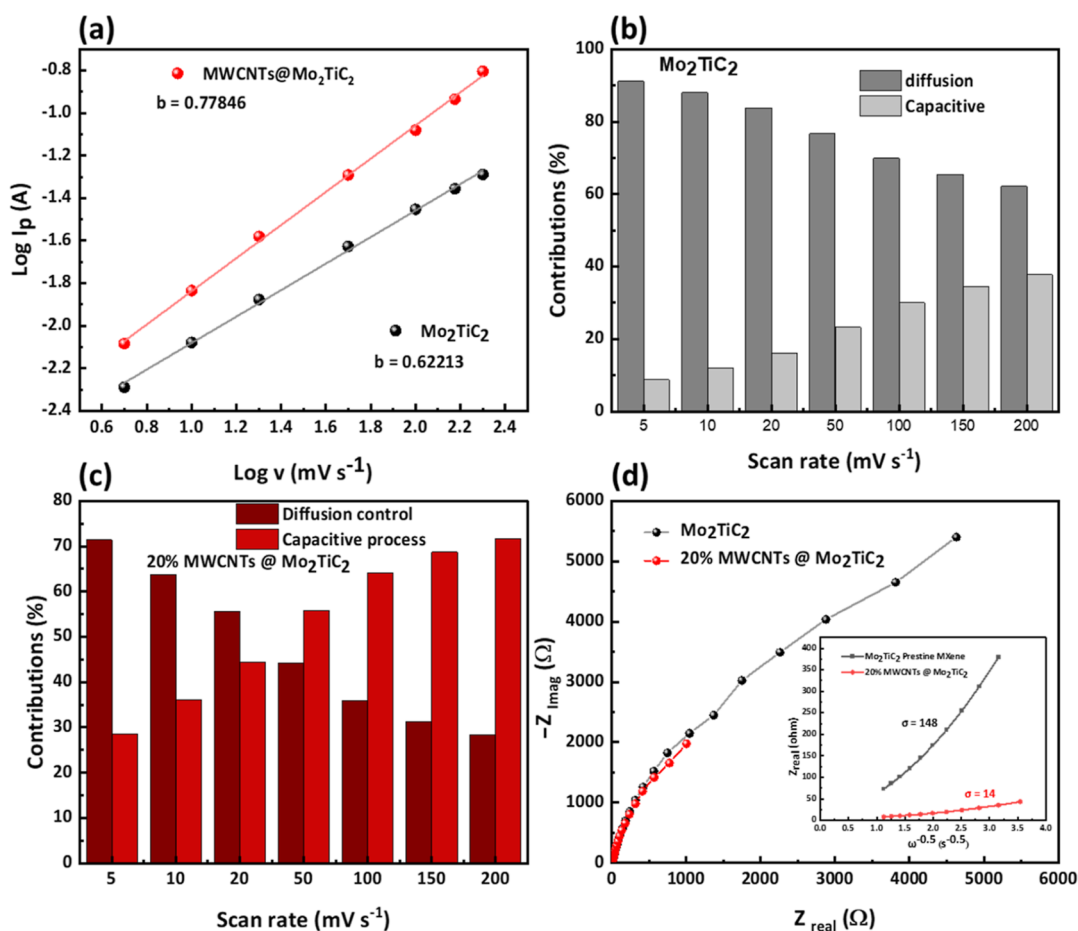 (a)
MWCNTs@Mo₂TiC₂
b = 0.77846
Mo₂TiC₂
b = 0.62213
Log Ip (A)
-0.8
-1.0
-1.2
-1.4
-1.6
-1.8
-2.0
-2.2
-2.4
0.6 0.8 1.0 1.2 1.4 1.6 1.8 2.0 2.2 2.4
Log v (mV s⁻¹)
(b)
Mo₂TiC₂
diffusion
Capacitive
Contributions (%)
100
80
60
40
20
0
5 10 20 50 100 150 200
Scan rate (mV s⁻¹)
(c)
Diffusion control
Capacitive process
20% MWCNTs @ Mo₂TiC₂
Contributions (%)
80
70
60
50
40
30
20
10
0
5 10 20 50 100 150 200
Scan rate (mV s⁻¹)
(d)
Mo₂TiC₂
20% MWCNTs @ Mo₂TiC₂
−Z Imag (Ω)
6000
5000
4000
3000
2000
1000
0
0 1000 2000 3000 4000 5000 6000
Z real (Ω)
Mo₂TiC₂ Prestine MXene
20% MWCNTs @ Mo₂TiC₂
σ = 148
σ = 14
Zreal (ohm)
350
300
250
200
150
100
50
0
0.0 0.5 1.0 1.5 2.0 2.5 3.0 3.5 4.0
ω⁻⁰·⁵ (s⁻⁰·⁵)